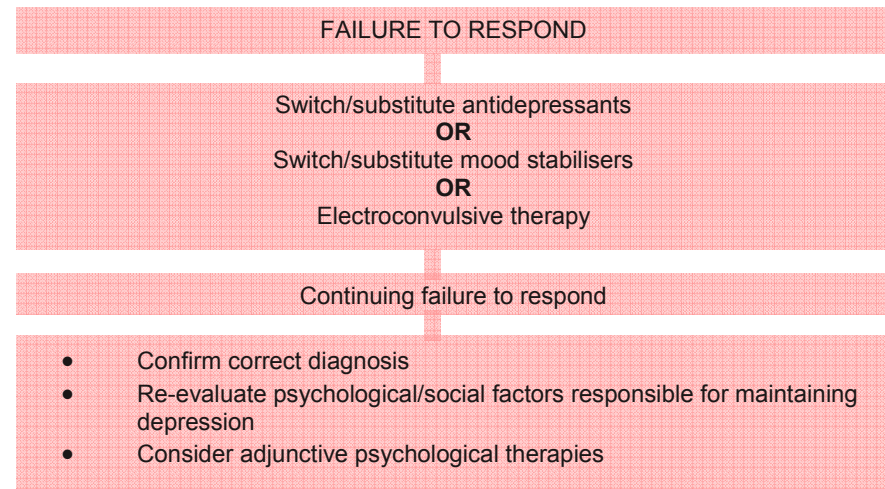 FAILURE TO RESPOND
Switch/substitute antidepressants
OR
Switch/substitute mood stabilisers
OR
Electroconvulsive therapy
Continuing failure to respond
• Confirm correct diagnosis
• Re-evaluate psychological/social factors responsible for maintaining
depression
• Consider adjunctive psychological therapies